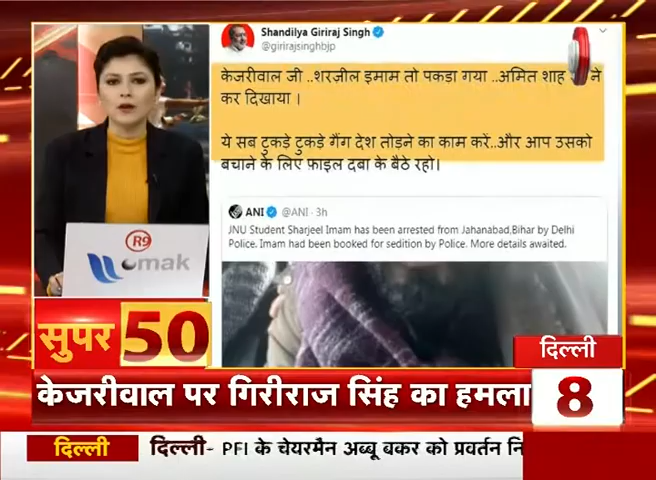 Shandilya Giriraj Singh
@girirajsinghbjp
केजरीवाल जी ..शरज़ील इमाम तो पकडा गया ..अमित शाह ने
कर दिखाया ।
ये सब टुकड़े टुकड़े गैंग देश तोड़ने का काम करें..और आप उसको
बचाने के लिए फ़ाइल दबा के बैठे रहो।
ANI @ANI · 3h
JNU Student Sharjeel Imam has been arrested from Jahanabad,Bihar by Delhi
Police. Imam had been booked for sedition by Police. More details awaited.
R9
omak
सुपर 50
दिल्ली
केजरीवाल पर गिरीराज सिंह का हमला
8
दिल्ली
दिल्ली- PFI के चेयरमैन अब्बू बकर को प्रवर्तन नि